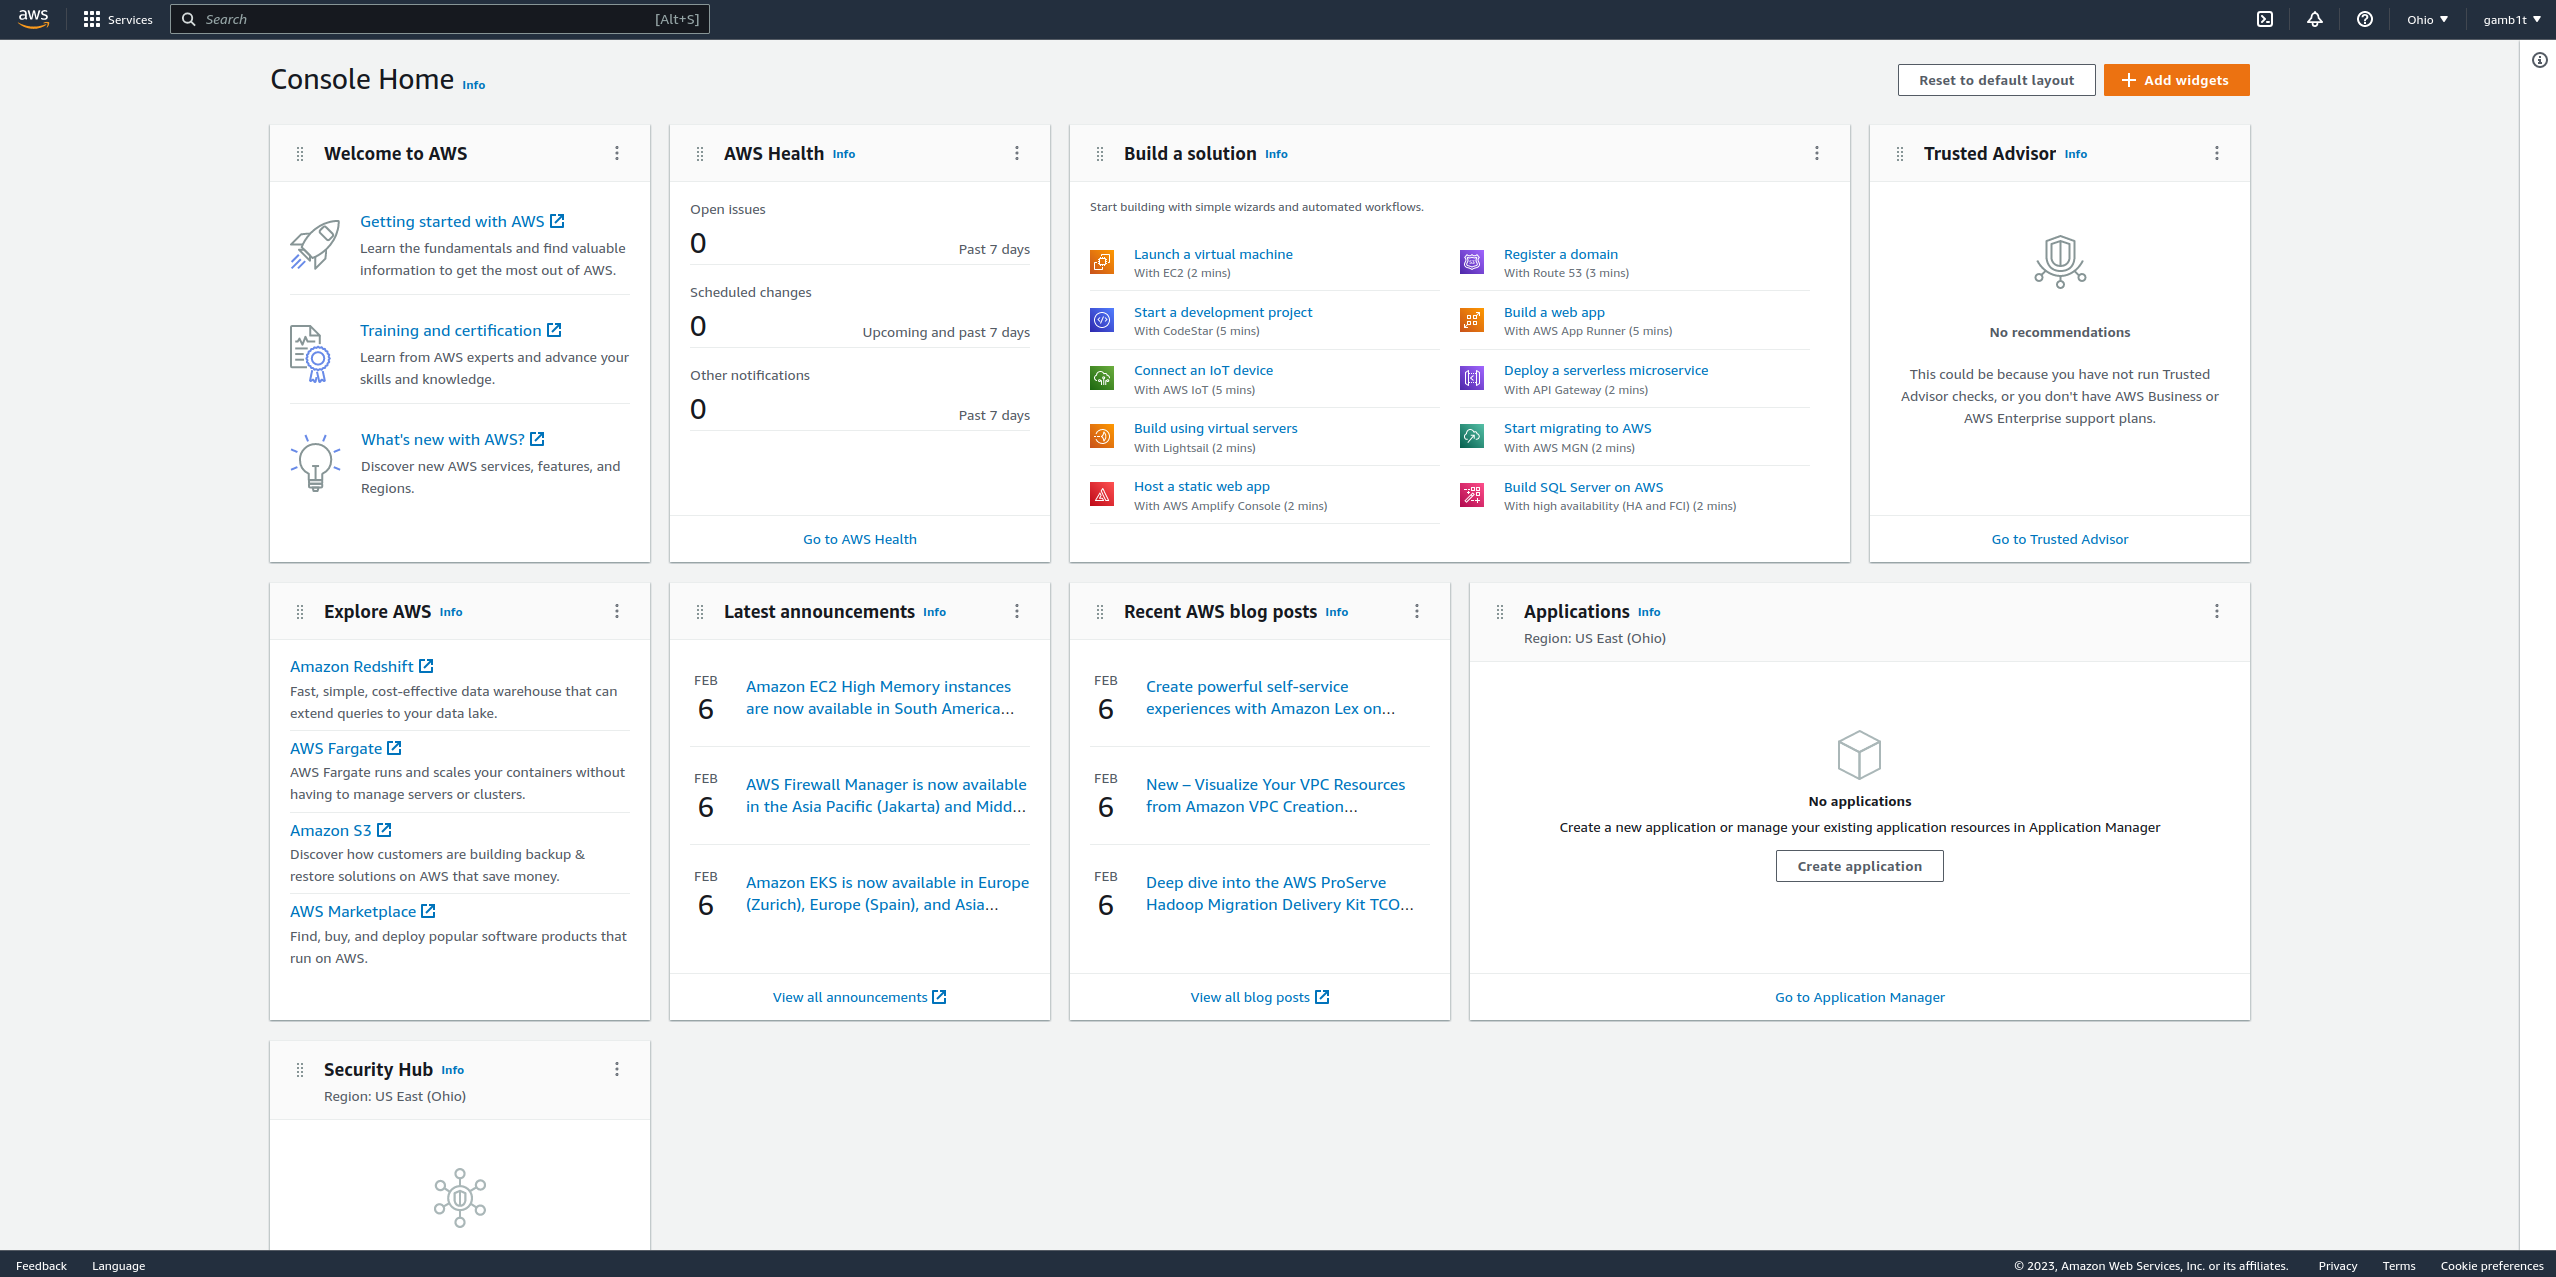 aws
Services
Search
[Alt+S]
Ohio
gamb1t
Console Home Info
Reset to default layout
Add widgets
Welcome to AWS
Getting started with AWS
Learn the fundamentals and find valuable
information to get the most out of AWS.
Training and certification
Learn from AWS experts and advance your
skills and knowledge.
What's new with AWS?
Discover new AWS services, features, and
Regions.
AWS Health Info
Open issues
0
Past 7 days
Scheduled changes
0
Upcoming and past 7 days
Other notifications
0
Past 7 days
Go to AWS Health
Build a solution Info
Start building with simple wizards and automated workflows.
Launch a virtual machine
With EC2 (2 mins)
Start a development project
With CodeStar (5 mins)
Connect an IoT device
With AWS IoT (5 mins)
Build using virtual servers
With Lightsail (2 mins)
Host a static web app
With AWS Amplify Console (2 mins)
Register a domain
With Route 53 (3 mins)
Build a web app
With AWS App Runner (5 mins)
Deploy a serverless microservice
With API Gateway (2 mins)
Start migrating to AWS
With AWS MGN (2 mins)
Build SQL Server on AWS
With high availability (HA and FCI) (2 mins)
Trusted Advisor Info
No recommendations
This could be because you have not run Trusted
Advisor checks, or you don't have AWS Business or
AWS Enterprise support plans.
Go to Trusted Advisor
Explore AWS Info
Amazon Redshift
Fast, simple, cost-effective data warehouse that can
extend queries to your data lake.
AWS Fargate
AWS Fargate runs and scales your containers without
having to manage servers or clusters.
Amazon S3
Discover how customers are building backup &
restore solutions on AWS that save money.
AWS Marketplace
Find, buy, and deploy popular software products that
run on AWS.
Latest announcements Info
FEB
6
Amazon EC2 High Memory instances
are now available in South America...
FEB
6
AWS Firewall Manager is now available
in the Asia Pacific (Jakarta) and Midd...
FEB
6
Amazon EKS is now available in Europe
(Zurich), Europe (Spain), and Asia...
View all announcements
Recent AWS blog posts Info
FEB
6
Create powerful self-service
experiences with Amazon Lex on...
FEB
6
New – Visualize Your VPC Resources
from Amazon VPC Creation...
FEB
6
Deep dive into the AWS ProServe
Hadoop Migration Delivery Kit TCO...
View all blog posts
Applications Info
Region: US East (Ohio)
No applications
Create a new application or manage your existing application resources in Application Manager
Create application
Go to Application Manager
Security Hub Info
Region: US East (Ohio)
Feedback
Language
© 2023, Amazon Web Services, Inc. or its affiliates.
Privacy
Terms
Cookie preferences